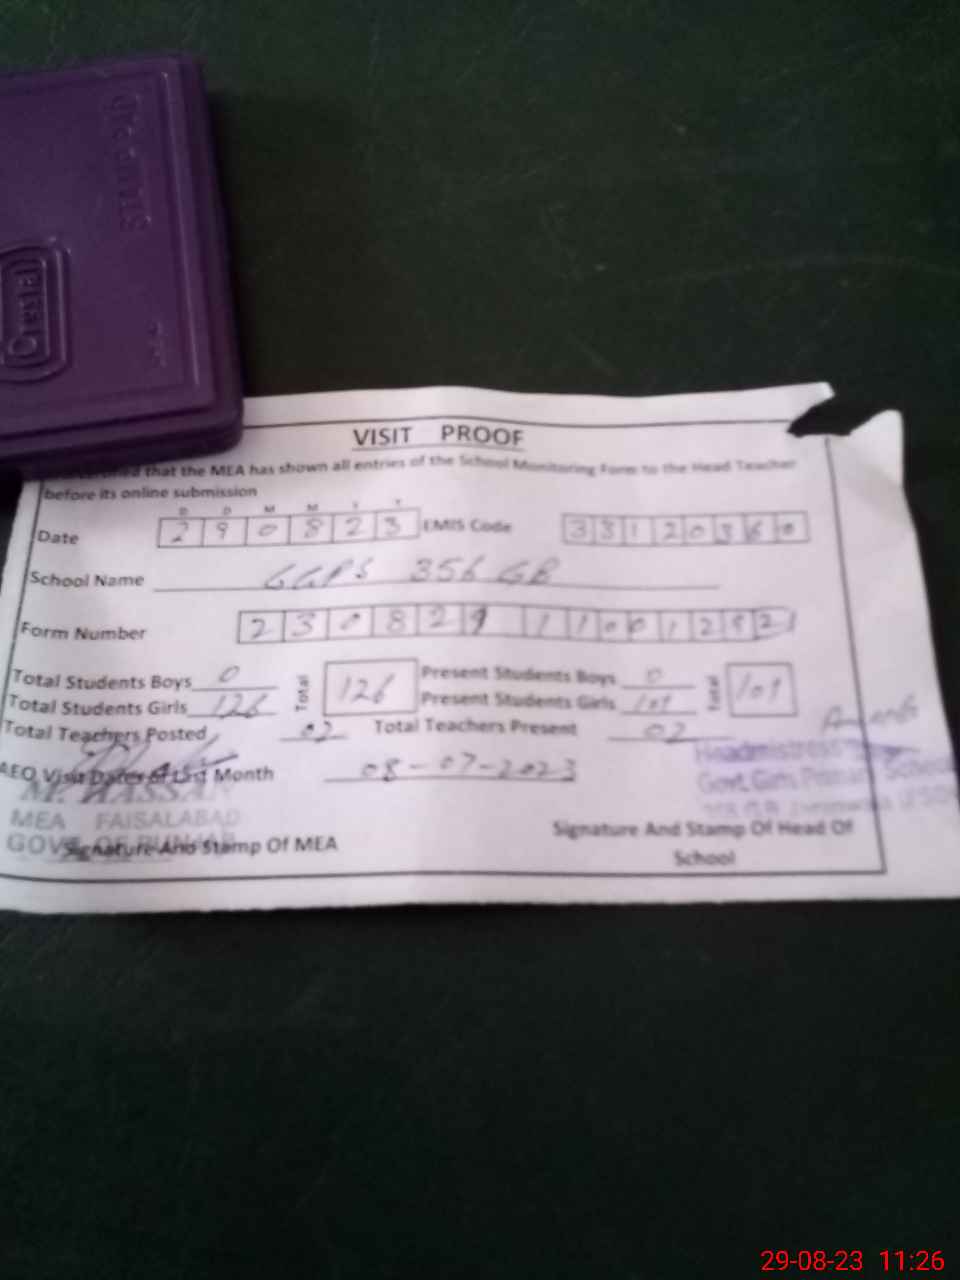 Crystal
VISIT PROOF
that the MEA has shown all entries of the School Monitoring Form to the Head Teacher
before its online submission
D D M M Y Y
Date 2 9 0 8 2 3 EMIS Code 3 3 1 2 0 3 6 0
School Name GGPS 356 GB
Form Number 2 3 0 8 2 9 1 1 0 0 1 2 2
Total Students Boys 0 Total 126 Present Students Boys 0 Total 101
Total Students Girls 126 Present Students Girls 101
Total Teachers Posted 02 Total Teachers Present 02
AEO Visit Dates of Last Month 08-07-2023
Headmistress
Govt. Girls Primary School
M. HASSAN
MEA FAISALABAD
GOVT. OF PUNJAB
Signature And Stamp Of MEA
Signature And Stamp Of Head Of
School
29-08-23 11:26